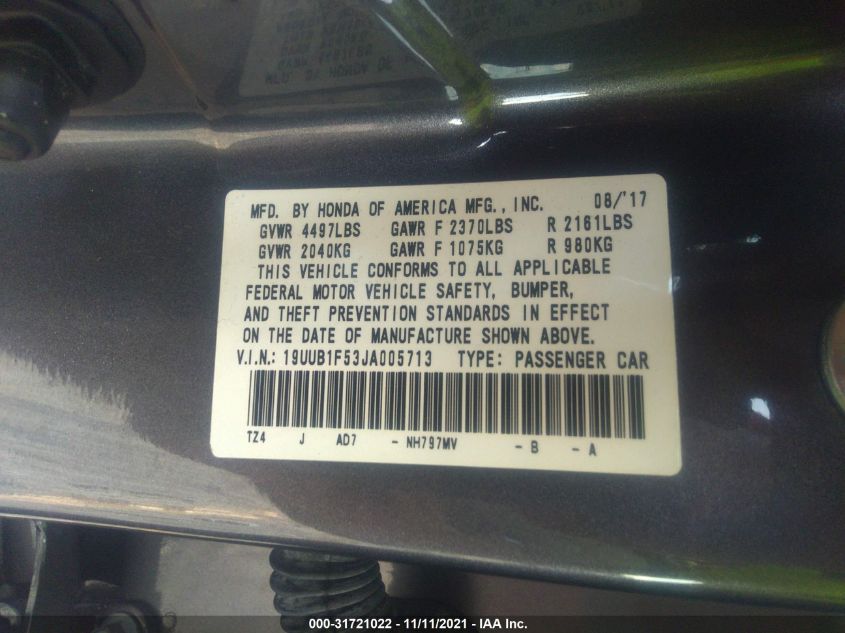 MFD. BY HONDA OF AMERICA MFG., INC. 08/'17
GVWR 4497LBS GAWR F 2370LBS R 2161LBS
GVWR 2040KG GAWR F 1075KG R 980KG
THIS VEHICLE CONFORMS TO ALL APPLICABLE
FEDERAL MOTOR VEHICLE SAFETY, BUMPER,
AND THEFT PREVENTION STANDARDS IN EFFECT
ON THE DATE OF MANUFACTURE SHOWN ABOVE.
V.I.N.: 19UUB1F53JA005713 TYPE: PASSENGER CAR
TZ4 J AD7 - NH797MV - B - A
000-31721022 - 11/11/2021 - IAA Inc.